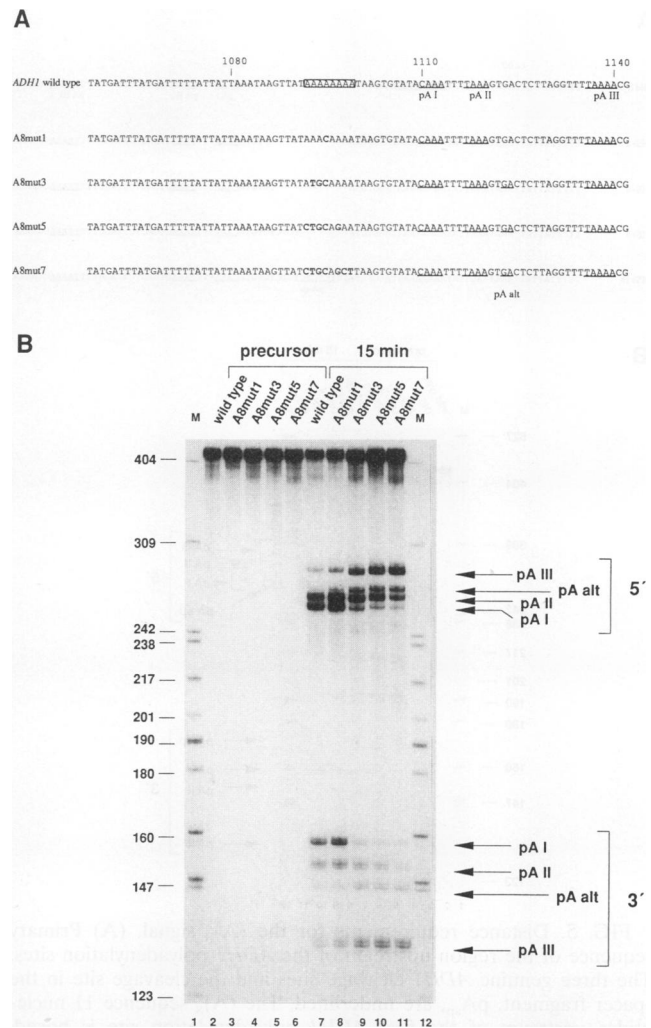 A
1080 1110 1140
ADH1 wild type TATGATTTATGATTTTTATTATTAAATAAGTTATAAAAAAAATAAGTGTATACAAATTTTAAAGTGACTCTTAGGTTTTAAAACG
pA I pA II pA III
A8mut1 TATGATTTATGATTTTTATTATTAAATAAGTTATAAACAAAATAAGTGTATACAAATTTTAAAGTGACTCTTAGGTTTTAAAACG
A8mut3 TATGATTTATGATTTTTATTATTAAATAAGTTATATGCAAAATAAGTGTATACAAATTTTAAAGTGACTCTTAGGTTTTAAAACG
A8mut5 TATGATTTATGATTTTTATTATTAAATAAGTTATCTGCAGAATAAGTGTATACAAATTTTAAAGTGACTCTTAGGTTTTAAAACG
A8mut7 TATGATTTATGATTTTTATTATTAAATAAGTTATCTGCAGCTTAAGTGTATACAAATTTTAAAGTGACTCTTAGGTTTTAAAACG
pA alt
B
precursor 15 min
M wild type A8mut1 A8mut3 A8mut5 A8mut7 wild type A8mut1 A8mut3 A8mut5 A8mut7 M
404
309
pA III
pA alt
5´
pA II
pA I
242
238
217
201
190
180
160
pA I
pA II
147
pA alt
3´
pA III
123
1 2 3 4 5 6 7 8 9 10 11 12